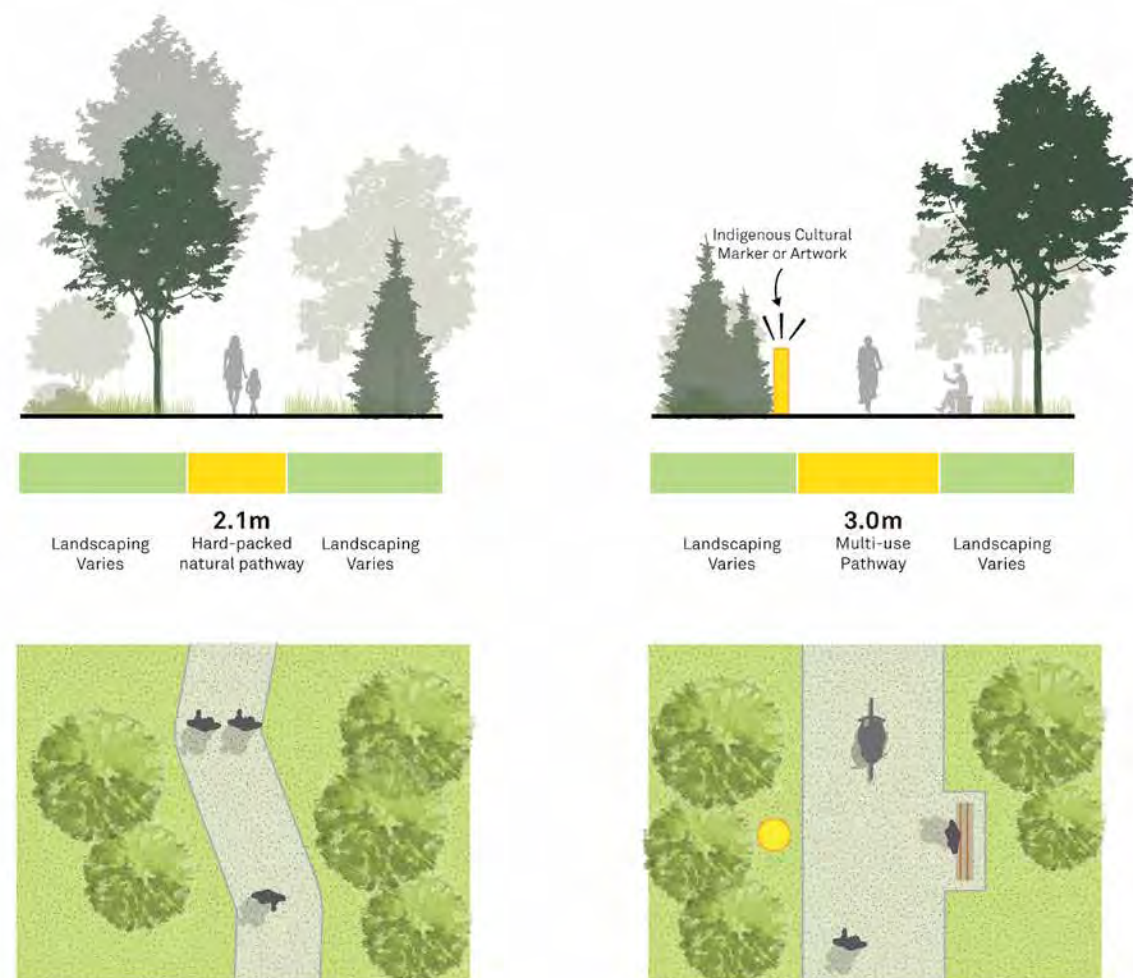 Indigenous Cultural
Marker or Artwork
2.1m
Hard-packed
natural pathway
Landscaping
Varies
Landscaping
Varies
3.0m
Multi-use
Pathway
Landscaping
Varies
Landscaping
Varies